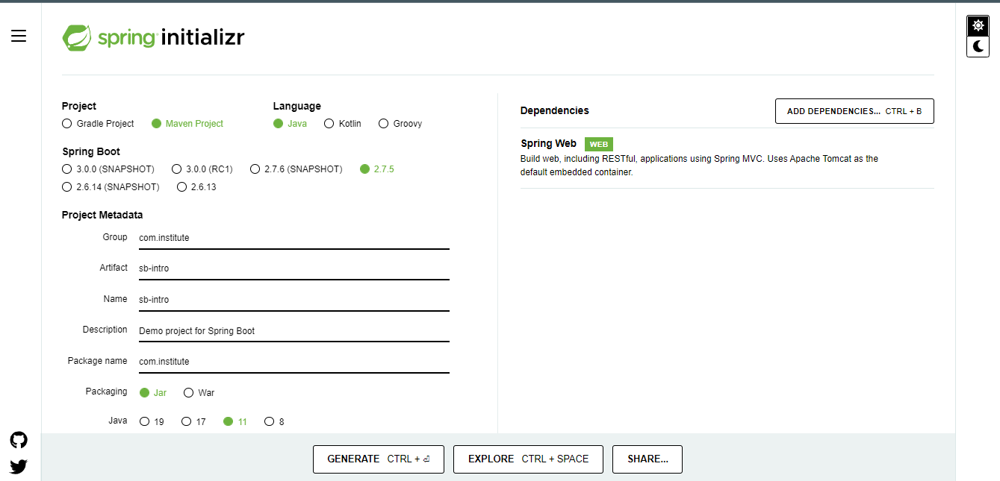 spring initializr
Project
Gradle Project Maven Project
Language
Java Kotlin Groovy
Spring Boot
3.0.0 (SNAPSHOT) 3.0.0 (RC1) 2.7.6 (SNAPSHOT) 2.7.5
2.6.14 (SNAPSHOT) 2.6.13
Project Metadata
Group com.institute
Artifact sb-intro
Name sb-intro
Description Demo project for Spring Boot
Package name com.institute
Packaging Jar War
Java 19 17 11 8
Dependencies
ADD DEPENDENCIES... CTRL + B
Spring Web WEB
Build web, including RESTful, applications using Spring MVC. Uses Apache Tomcat as the
default embedded container.
GENERATE CTRL + ⏎
EXPLORE CTRL + SPACE
SHARE...